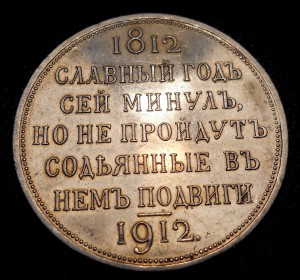 1812
СЛАВНЫЙ ГОДЪ
СЕЙ МИНУЛЪ,
НО НЕ ПРОЙДУТЪ
СОДѢЯННЫЕ ВЪ
НЕМЪ ПОДВИГИ
1912.